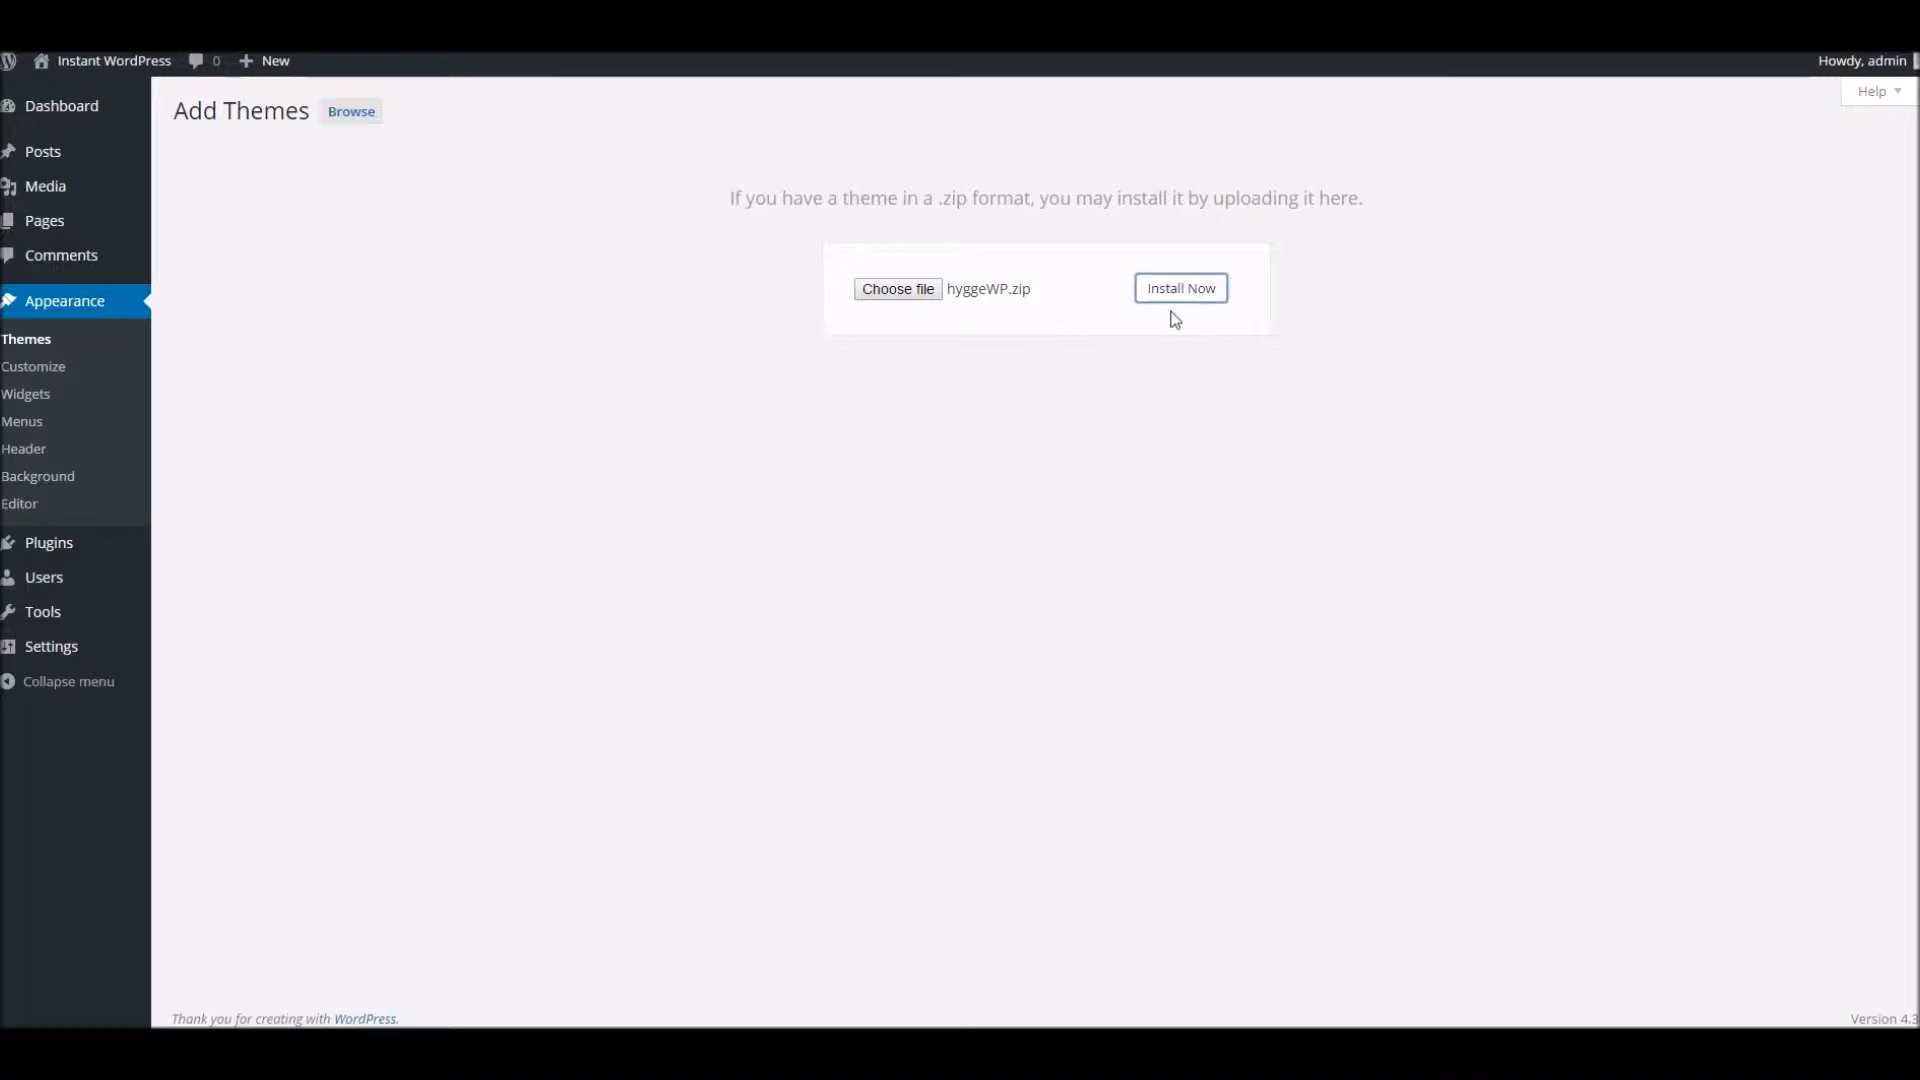 Instant WordPress 0 New Howdy, admin
Help
Add Themes Browse
Dashboard
Posts
Media
Pages
Comments
Appearance
Themes
Customize
Widgets
Menus
Header
Background
Editor
Plugins
Users
Tools
Settings
Collapse menu
If you have a theme in a .zip format, you may install it by uploading it here.
Choose file hyggeWP.zip Install Now
Thank you for creating with WordPress.
Version 4.3